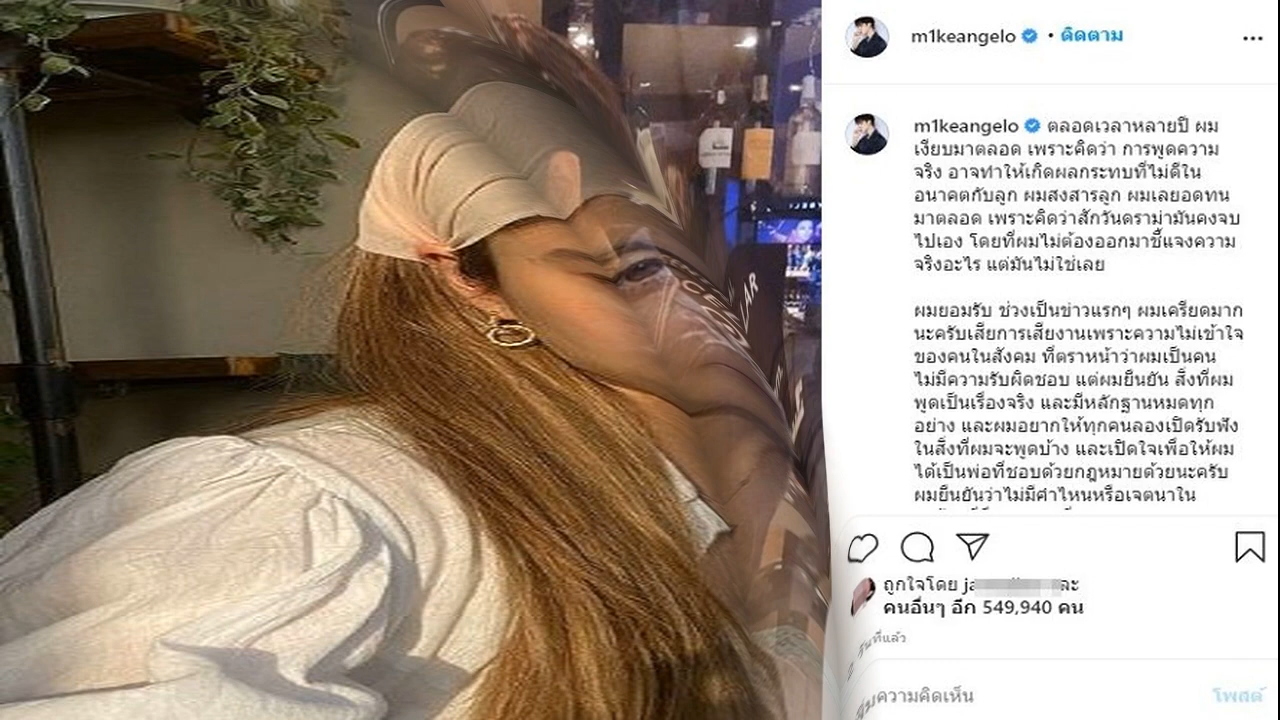 LAR
m1keangelo • ติดตาม
m1keangelo ตลอดเวลาหลายปี ผม
เงียบมาตลอด เพราะคิดว่า การพูดความ
จริง อาจทำให้เกิดผลกระทบที่ไม่ดีใน
อนาคตกับลูก ผมสงสารลูก ผมเลยอดทน
มาตลอด เพราะคิดว่าสักวันดราม่ามันคงจบ
ไปเอง โดยที่ผมไม่ต้องออกมาชี้แจงความ
จริงอะไร แต่มันไม่ใช่เลย
ผมยอมรับ ช่วงเป็นข่าวแรกๆ ผมเครียดมาก
นะครับเสียการเสียงานเพราะความไม่เข้าใจ
ของคนในสังคม ที่ตราหน้าว่าผมเป็นคน
ไม่มีความรับผิดชอบ แต่ผมยืนยัน สิ่งที่ผม
พูดเป็นเรื่องจริง และมีหลักฐานหมดทุก
อย่าง และผมอยากให้ทุกคนลองเปิดรับฟัง
ในสิ่งที่ผมจะพูดบ้าง และเปิดใจเพื่อให้ผม
ได้เป็นพ่อที่ชอบด้วยกฎหมายด้วยนะครับ
ผมยืนยันว่าไม่มีคำไหนหรือเจตนาใน
ถูกใจโดย ja ละ
คนอื่นๆ อีก 549,940 คน
วันที่แล้ว
ความคิดเห็น
โพสต์